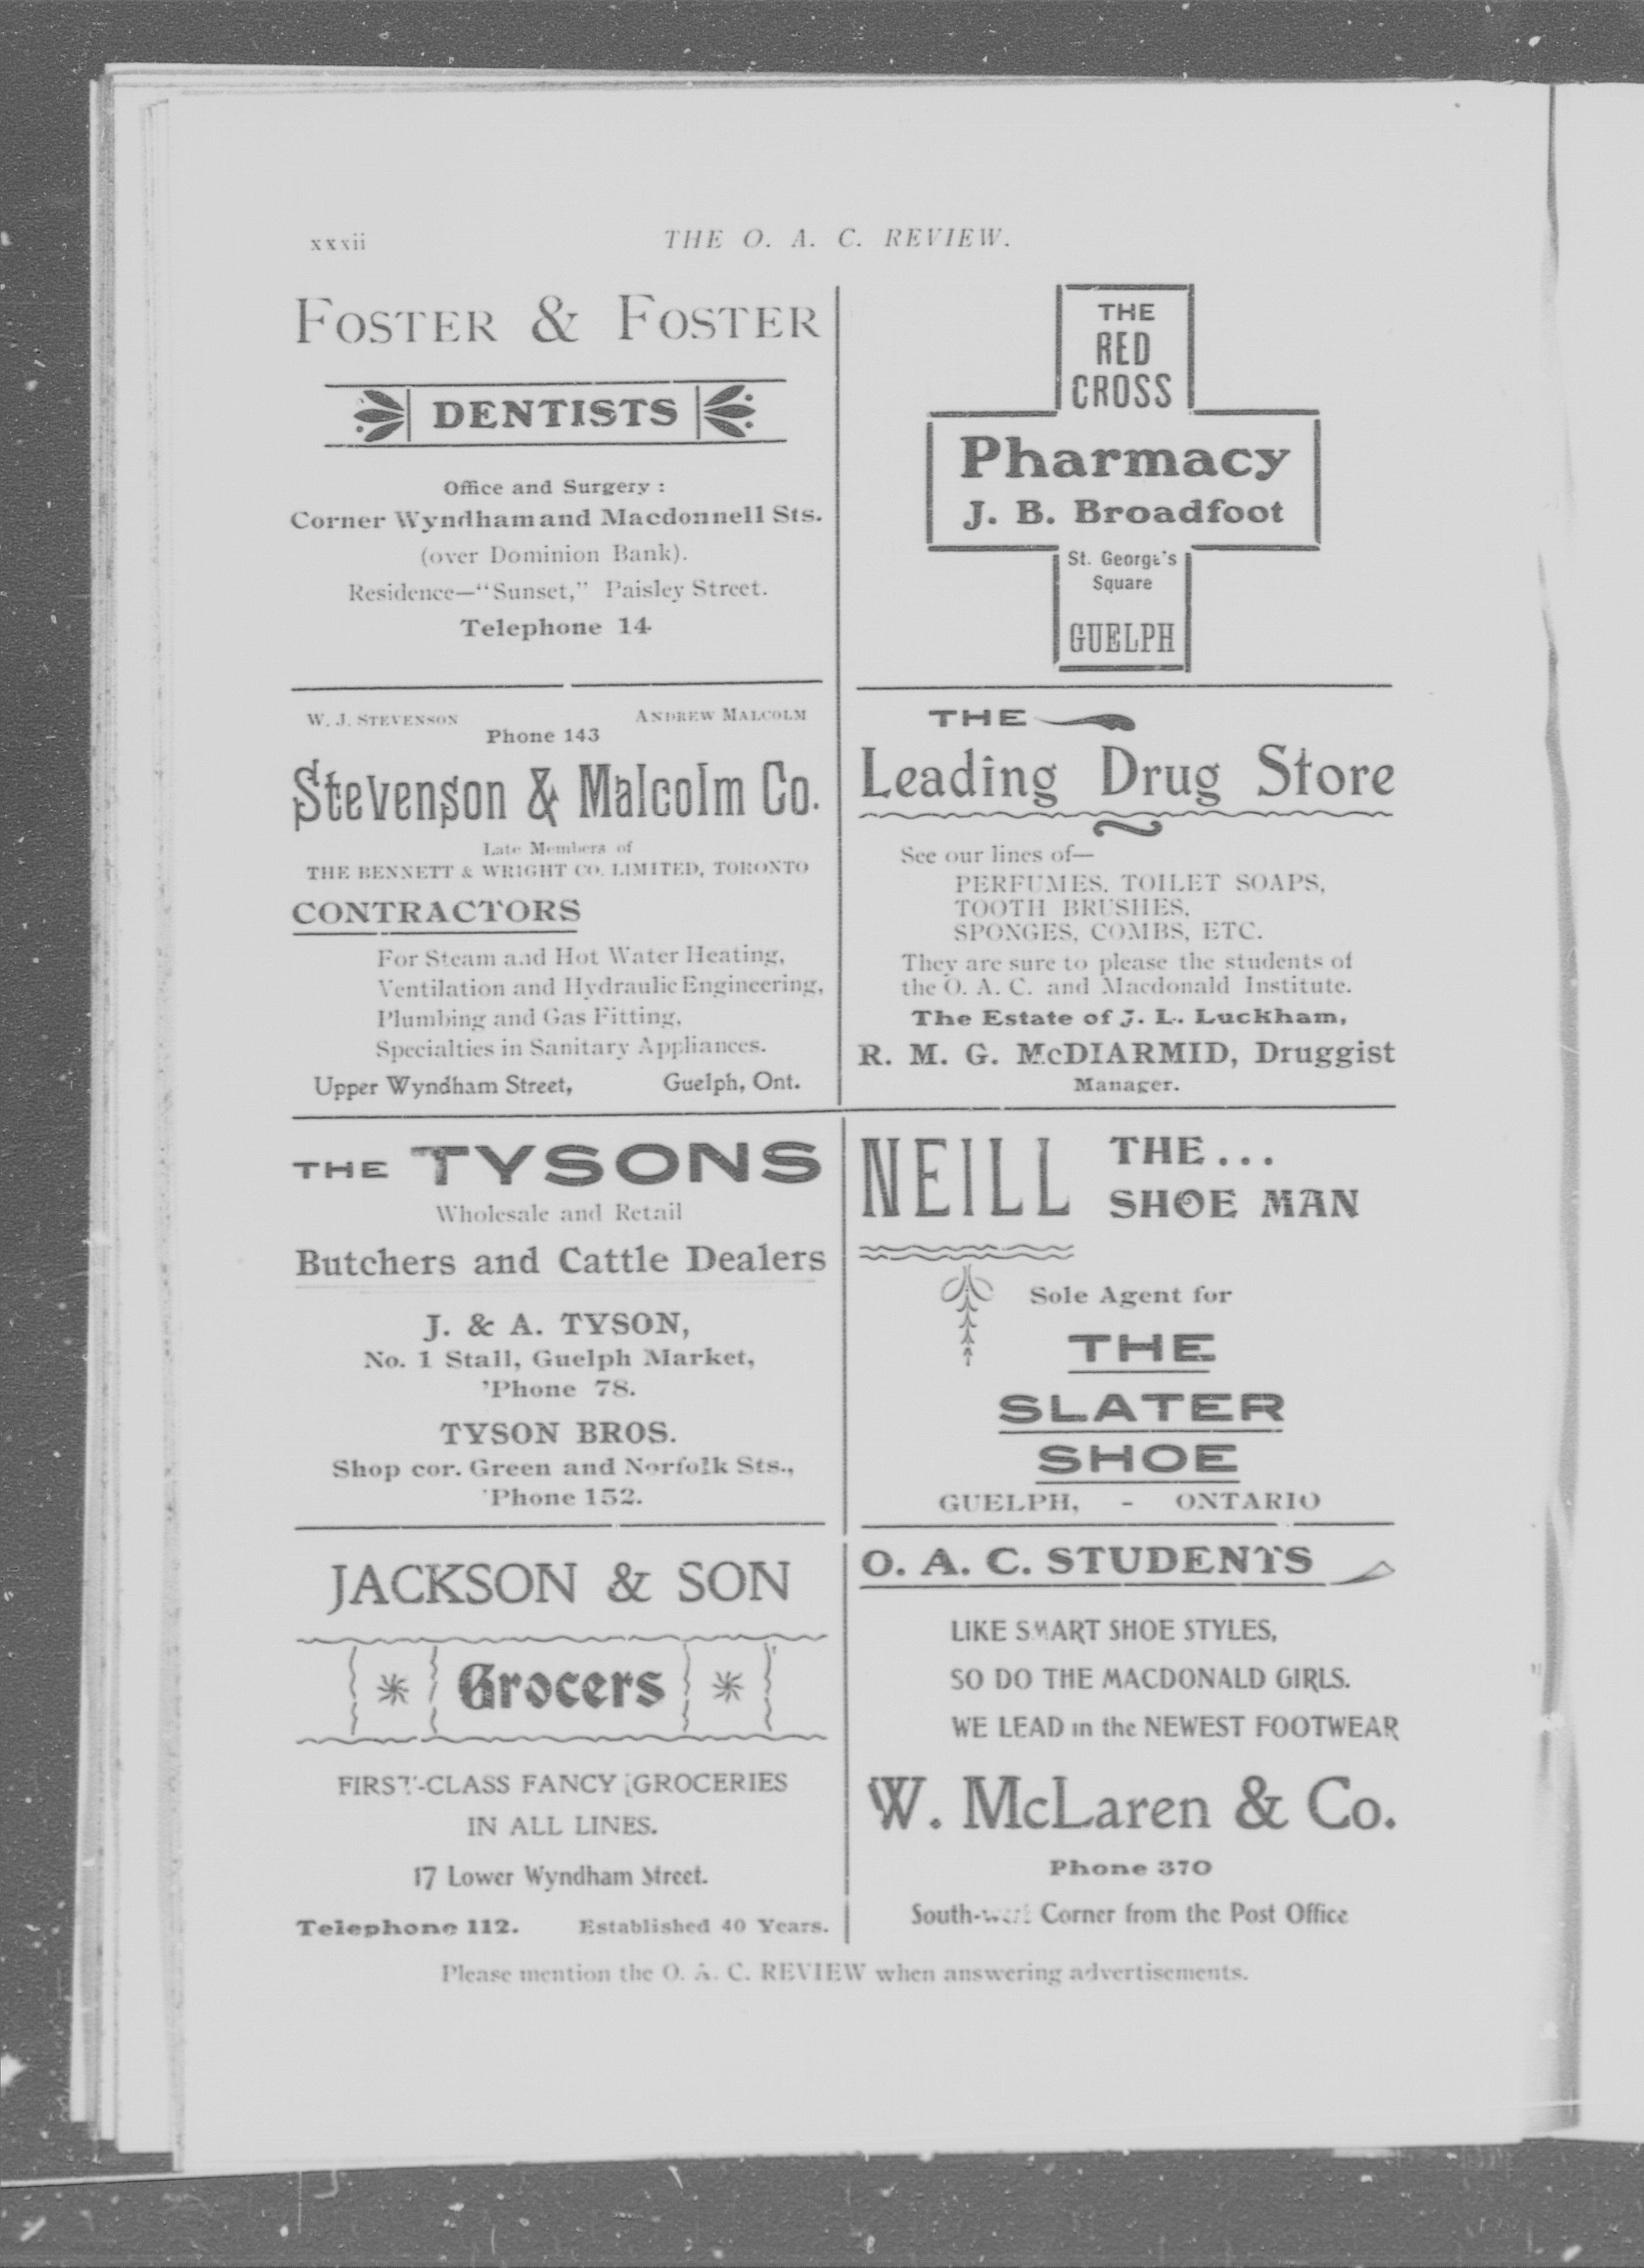 xxxii
THE O. A. C. REVIEW.
FOSTER & FOSTER
DENTISTS
Office and Surgery :
Corner Wyndham and Macdonnell Sts.
(over Dominion Bank).
Residence—"Sunset," Paisley Street.
Telephone 14
THE
RED
CROSS
Pharmacy
J. B. Broadfoot
St. George's
Square
GUELPH
W. J. STEVENSON ANDREW MALCOLM
Phone 143
Stevenson & Malcolm Co.
Late Members of
THE BENNETT & WRIGHT CO. LIMITED, TORONTO
CONTRACTORS
For Steam and Hot Water Heating,
Ventilation and Hydraulic Engineering,
Plumbing and Gas Fitting,
Specialties in Sanitary Appliances.
Upper Wyndham Street, Guelph, Ont.
THE
Leading Drug Store
See our lines of—
PERFUMES, TOILET SOAPS,
TOOTH BRUSHES,
SPONGES, COMBS, ETC.
They are sure to please the students of
the O. A. C. and Macdonald Institute.
The Estate of J. L. Luckham,
R. M. G. McDIARMID, Druggist
Manager.
THE TYSONS
Wholesale and Retail
Butchers and Cattle Dealers
J. & A. TYSON,
No. 1 Stall, Guelph Market,
'Phone 78.
TYSON BROS.
Shop cor. Green and Norfolk Sts.,
'Phone 152.
NEILL THE...
SHOE MAN
Sole Agent for
THE
SLATER
SHOE
GUELPH, - ONTARIO
JACKSON & SON
Grocers
FIRST-CLASS FANCY GROCERIES
IN ALL LINES.
17 Lower Wyndham Street.
Telephone 112. Established 40 Years.
O. A. C. STUDENTS
LIKE SMART SHOE STYLES,
SO DO THE MACDONALD GIRLS.
WE LEAD in the NEWEST FOOTWEAR
W. McLaren & Co.
Phone 370
South-west Corner from the Post Office
Please mention the O. A. C. REVIEW when answering advertisements.